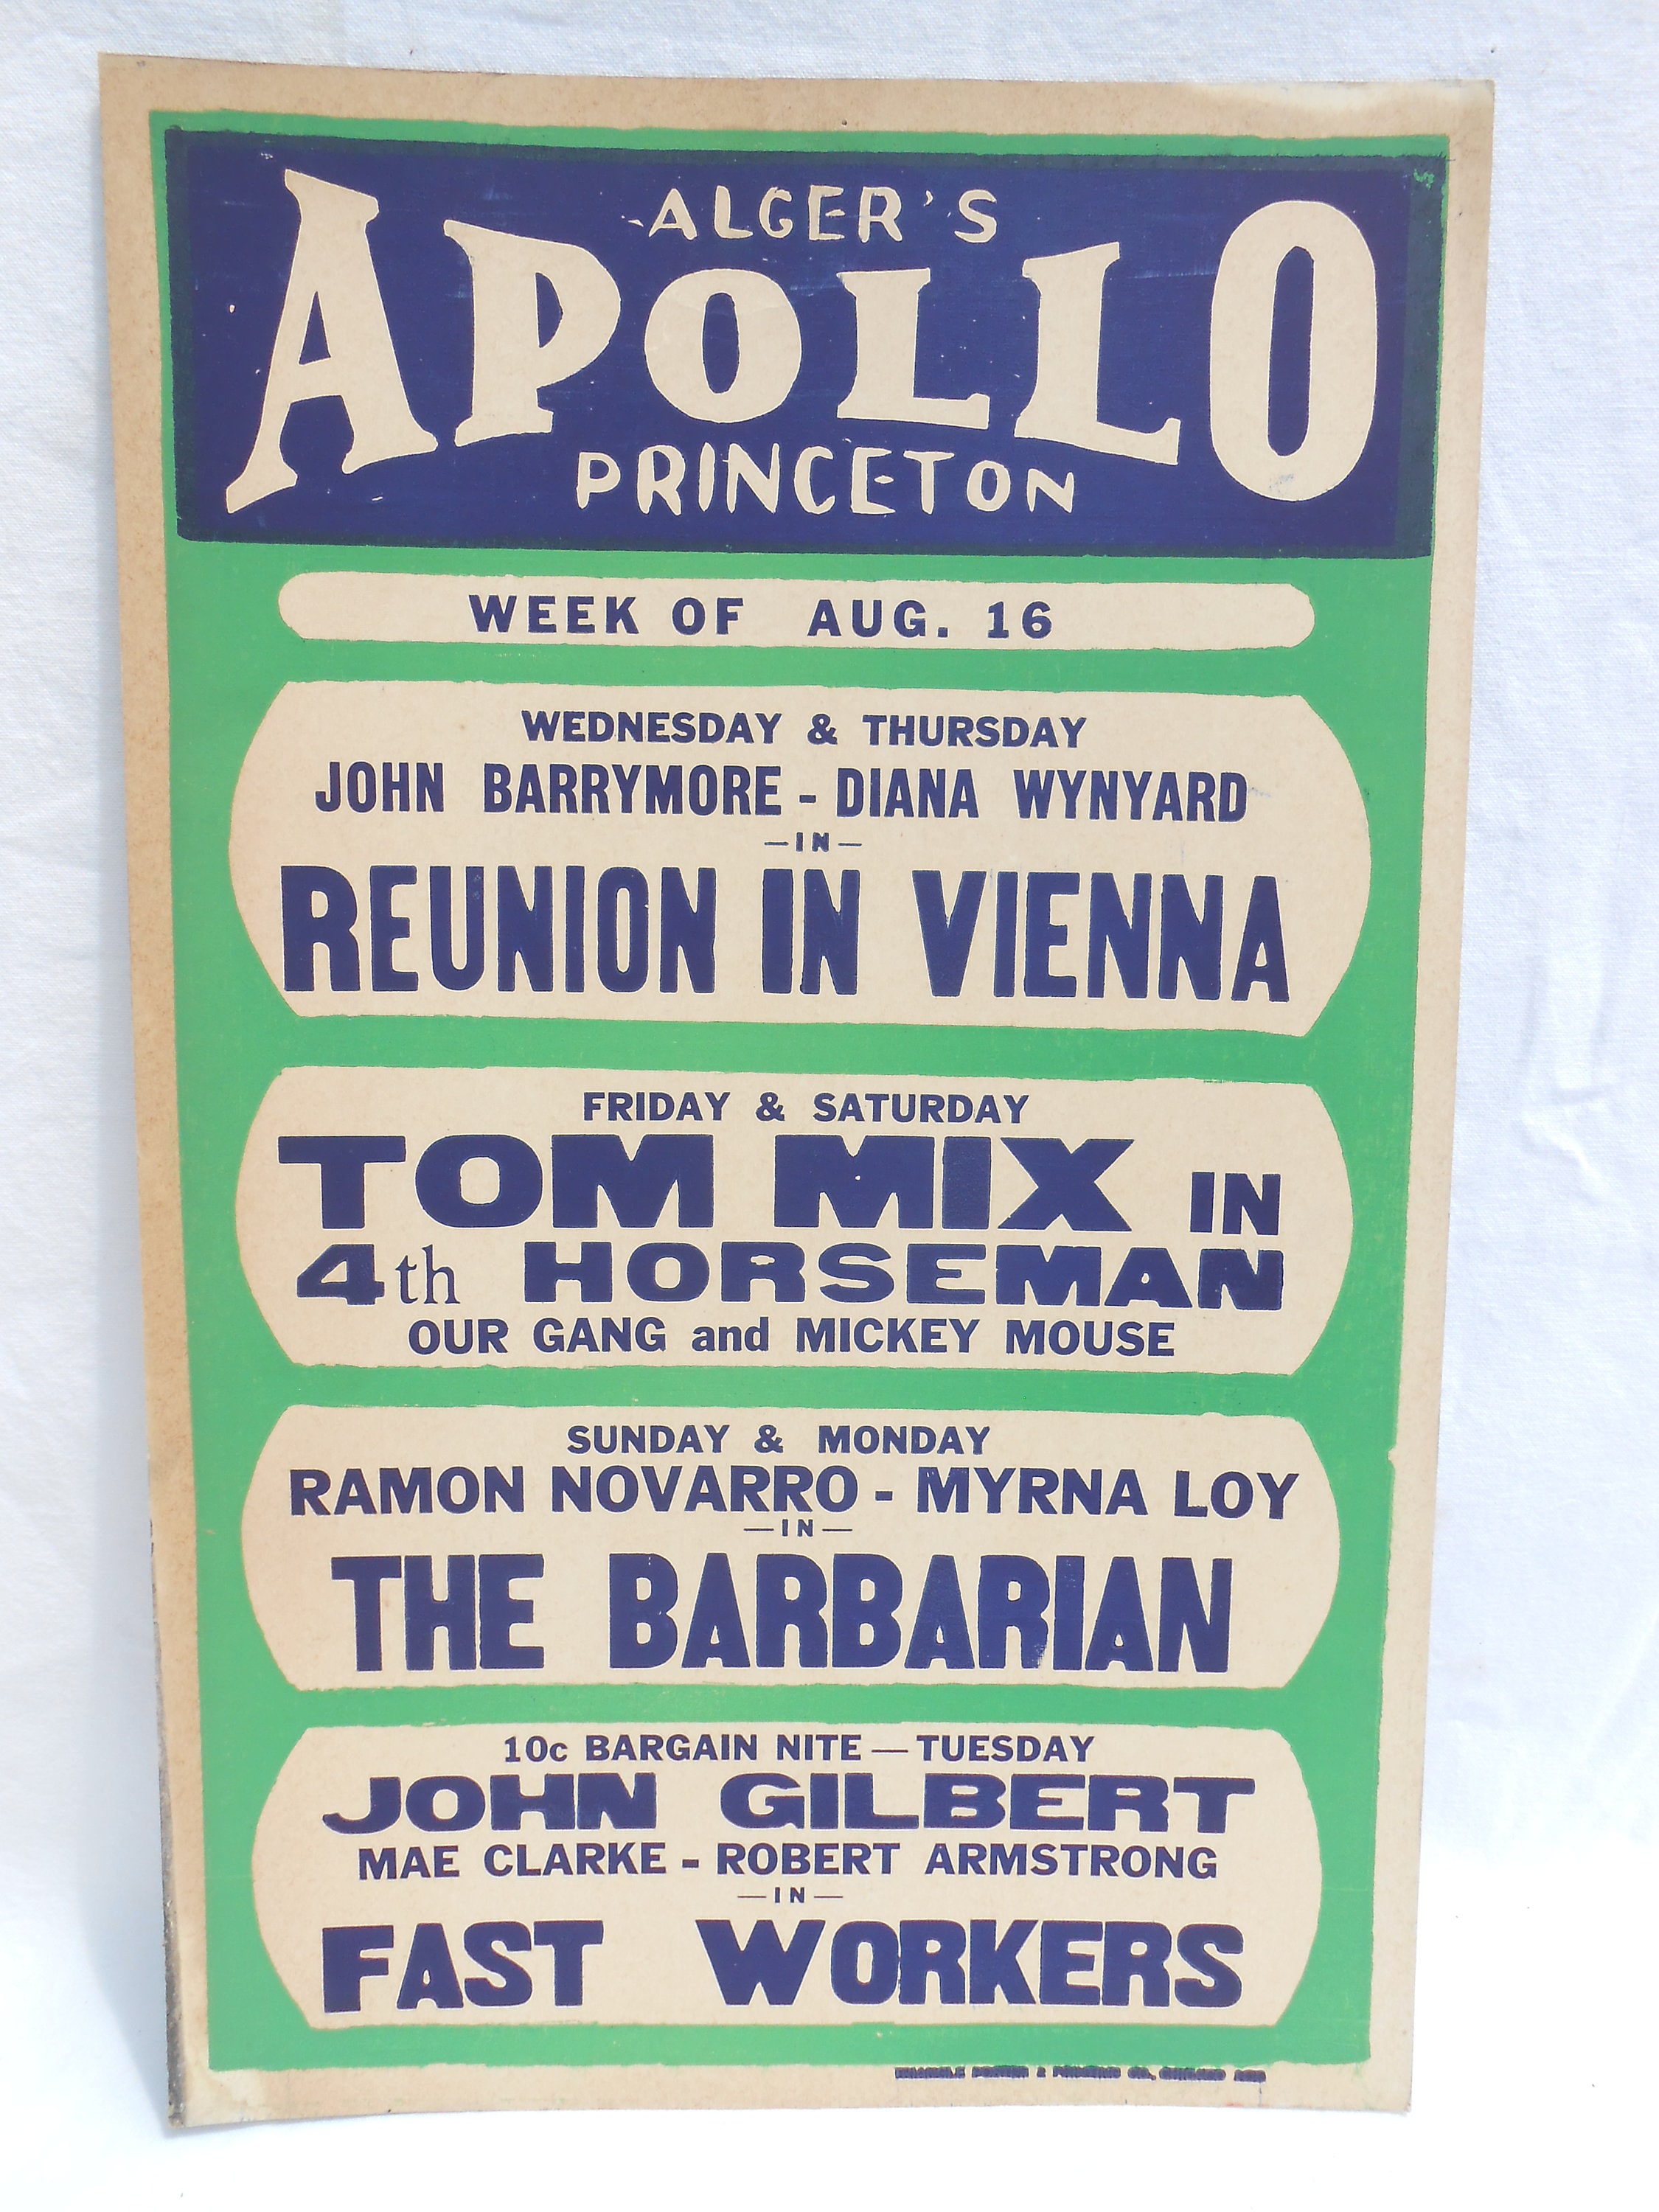 ALGER'S
APOLLO
PRINCETON
WEEK OF AUG. 16
WEDNESDAY & THURSDAY
JOHN BARRYMORE - DIANA WYNYARD
—IN—
REUNION IN VIENNA
FRIDAY & SATURDAY
TOM MIX IN
4th HORSEMAN
OUR GANG and MICKEY MOUSE
SUNDAY & MONDAY
RAMON NOVARRO - MYRNA LOY
—IN—
THE BARBARIAN
10c BARGAIN NITE — TUESDAY
JOHN GILBERT
MAE CLARKE - ROBERT ARMSTRONG
—IN—
FAST WORKERS